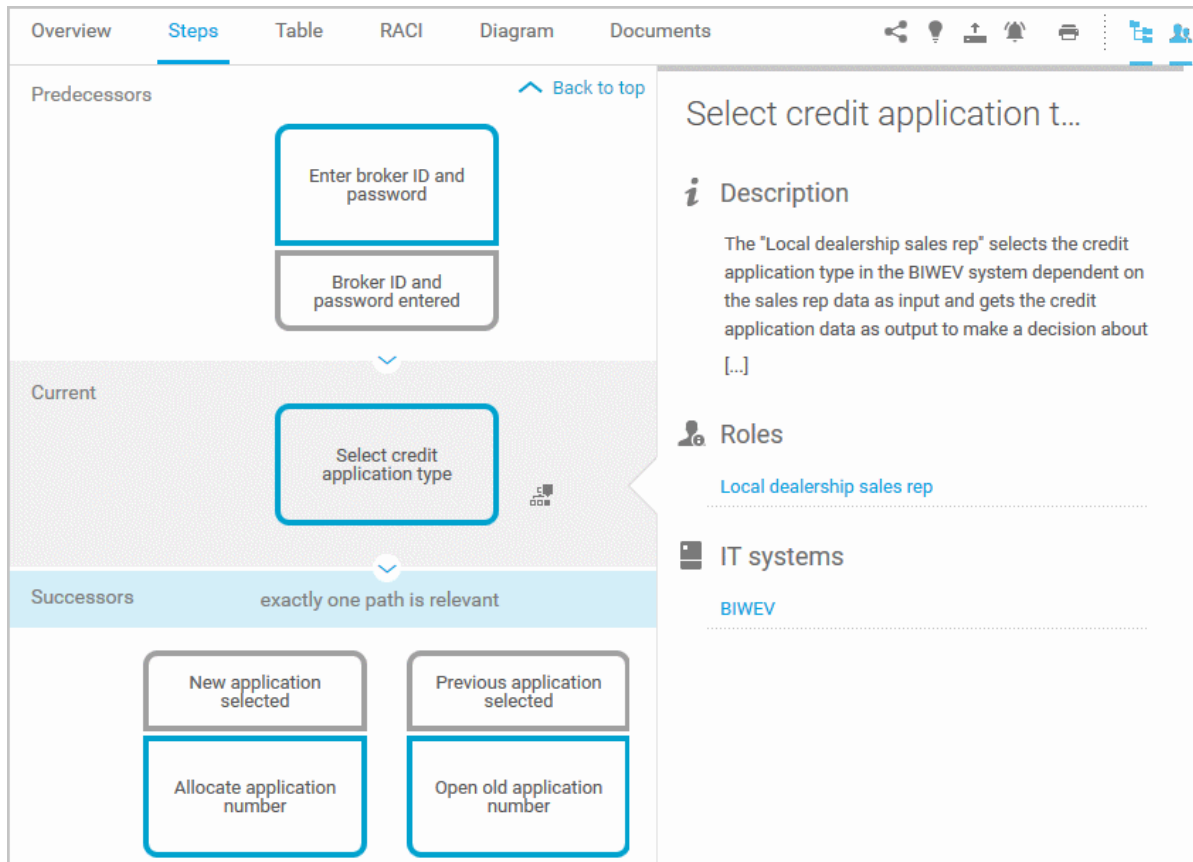 Overview Steps Table RACI Diagram Documents
Predecessors
Back to top
Enter broker ID and
password
Broker ID and
password entered
Current
Select credit
application type
Successors
exactly one path is relevant
New application
selected
Previous application
selected
Allocate application
number
Open old application
number
Select credit application t...
Description
The "Local dealership sales rep" selects the credit
application type in the BIWEV system dependent on
the sales rep data as input and gets the credit
application data as output to make a decision about
[...]
Roles
Local dealership sales rep
IT systems
BIWEV